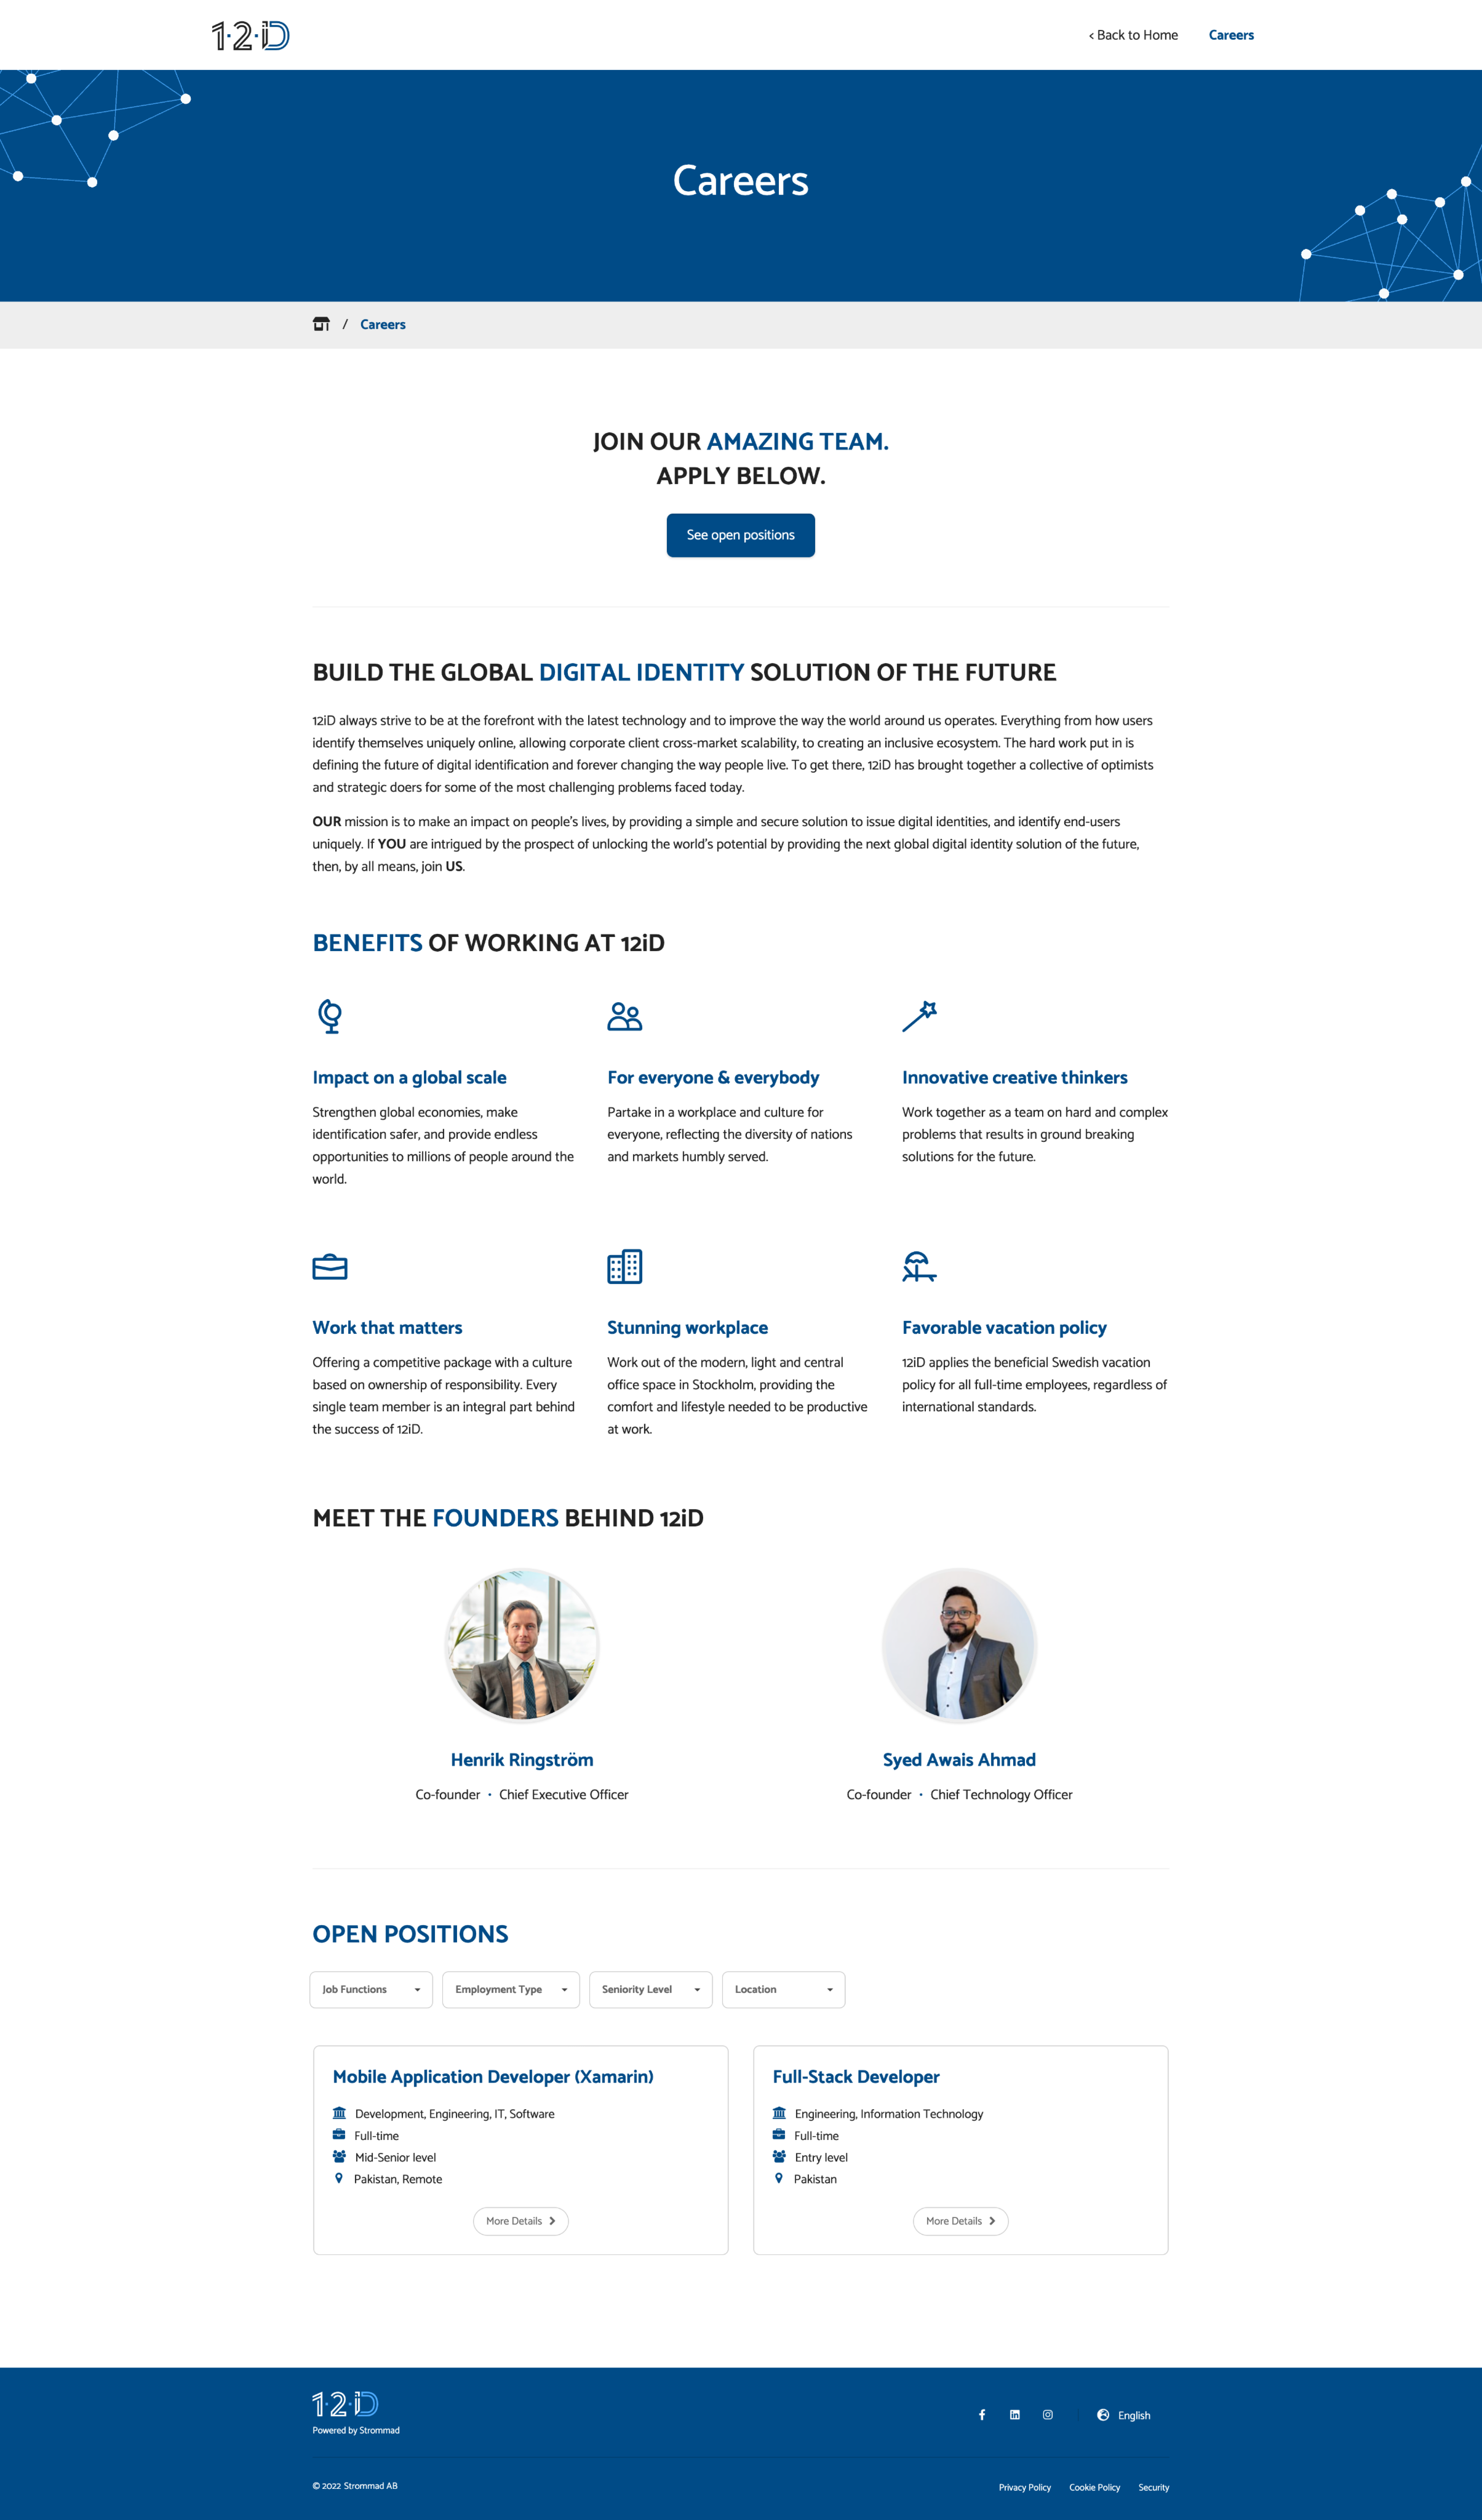 1·2·iD
< Back to Home
Careers
Careers
/ Careers
JOIN OUR AMAZING TEAM.
APPLY BELOW.
See open positions
BUILD THE GLOBAL DIGITAL IDENTITY SOLUTION OF THE FUTURE
12iD always strive to be at the forefront with the latest technology and to improve the way the world around us operates. Everything from how users
identify themselves uniquely online, allowing corporate client cross-market scalability, to creating an inclusive ecosystem. The hard work put in is
defining the future of digital identification and forever changing the way people live. To get there, 12iD has brought together a collective of optimists
and strategic doers for some of the most challenging problems faced today.
OUR mission is to make an impact on people's lives, by providing a simple and secure solution to issue digital identities, and identify end-users
uniquely. If YOU are intrigued by the prospect of unlocking the world's potential by providing the next global digital identity solution of the future,
then, by all means, join US.
BENEFITS OF WORKING AT 12iD
Impact on a global scale
Strengthen global economies, make
identification safer, and provide endless
opportunities to millions of people around the
world.
For everyone & everybody
Partake in a workplace and culture for
everyone, reflecting the diversity of nations
and markets humbly served.
Innovative creative thinkers
Work together as a team on hard and complex
problems that results in ground breaking
solutions for the future.
Work that matters
Offering a competitive package with a culture
based on ownership of responsibility. Every
single team member is an integral part behind
the success of 12iD.
Stunning workplace
Work out of the modern, light and central
office space in Stockholm, providing the
comfort and lifestyle needed to be productive
at work.
Favorable vacation policy
12iD applies the beneficial Swedish vacation
policy for all full-time employees, regardless of
international standards.
MEET THE FOUNDERS BEHIND 12iD
Henrik Ringström
Co-founder • Chief Executive Officer
Syed Awais Ahmad
Co-founder • Chief Technology Officer
OPEN POSITIONS
Job Functions
Employment Type
Seniority Level
Location
Mobile Application Developer (Xamarin)
Development, Engineering, IT, Software
Full-time
Mid-Senior level
Pakistan, Remote
More Details
Full-Stack Developer
Engineering, Information Technology
Full-time
Entry level
Pakistan
More Details
1·2·iD
Powered by Strommad
English
© 2022 Strommad AB
Privacy Policy
Cookie Policy
Security